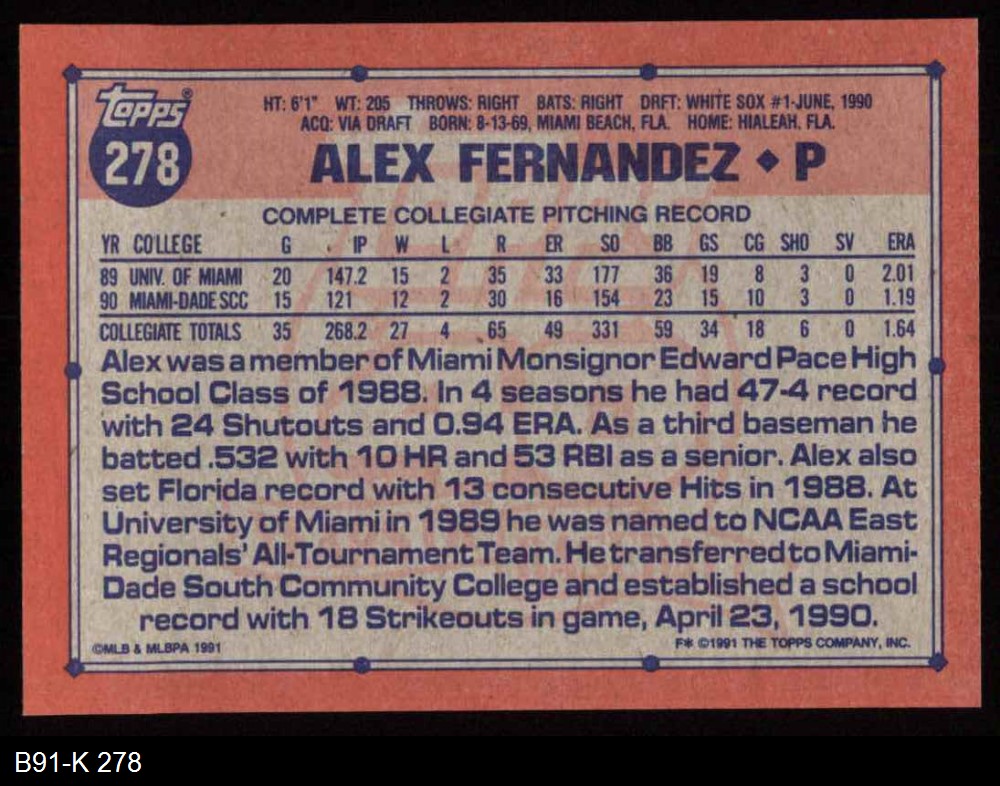 Topps®
278
HT: 6'1" WT: 205 THROWS: RIGHT BATS: RIGHT DRFT: WHITE SOX #1-JUNE, 1990
ACQ: VIA DRAFT BORN: 8-13-69, MIAMI BEACH, FLA. HOME: HIALEAH, FLA.
ALEX FERNANDEZ ◆ P
COMPLETE COLLEGIATE PITCHING RECORD
YR COLLEGE G IP W L R ER SO BB GS CG SHO SV ERA
89 UNIV. OF MIAMI 20 147.2 15 2 35 33 177 36 19 8 3 0 2.01
90 MIAMI-DADE SCC 15 121 12 2 30 16 154 23 15 10 3 0 1.19
COLLEGIATE TOTALS 35 268.2 27 4 65 49 331 59 34 18 6 0 1.64
Alex was a member of Miami Monsignor Edward Pace High
School Class of 1988. In 4 seasons he had 47-4 record
with 24 Shutouts and 0.94 ERA. As a third baseman he
batted .532 with 10 HR and 53 RBI as a senior. Alex also
set Florida record with 13 consecutive Hits in 1988. At
University of Miami in 1989 he was named to NCAA East
Regionals' All-Tournament Team. He transferred to Miami-
Dade South Community College and established a school
record with 18 Strikeouts in game, April 23, 1990.
©MLB & MLBPA 1991 F* ©1991 THE TOPPS COMPANY, INC.
B91-K 278